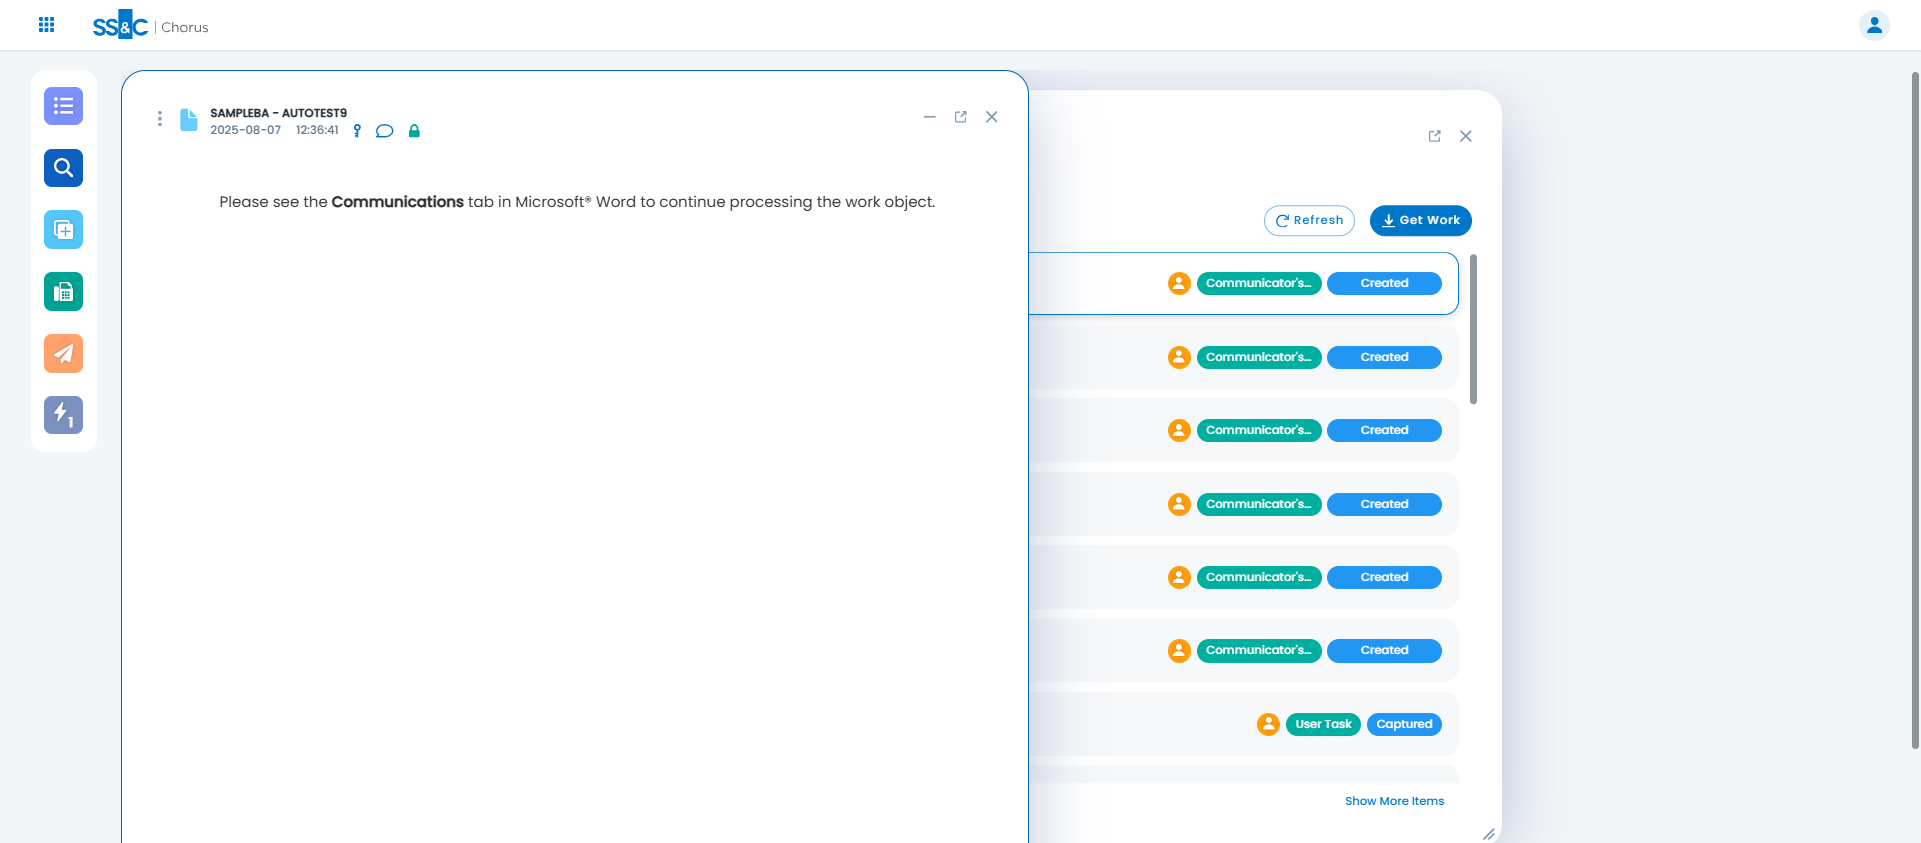 SS&C | Chorus
SAMPLEBA - AUTOTEST9
2025-08-07 12:36:41
Please see the Communications tab in Microsoft® Word to continue processing the work object.
Refresh
Get Work
Communicator's... Created
Communicator's... Created
Communicator's... Created
Communicator's... Created
Communicator's... Created
Communicator's... Created
User Task Captured
Show More Items
1